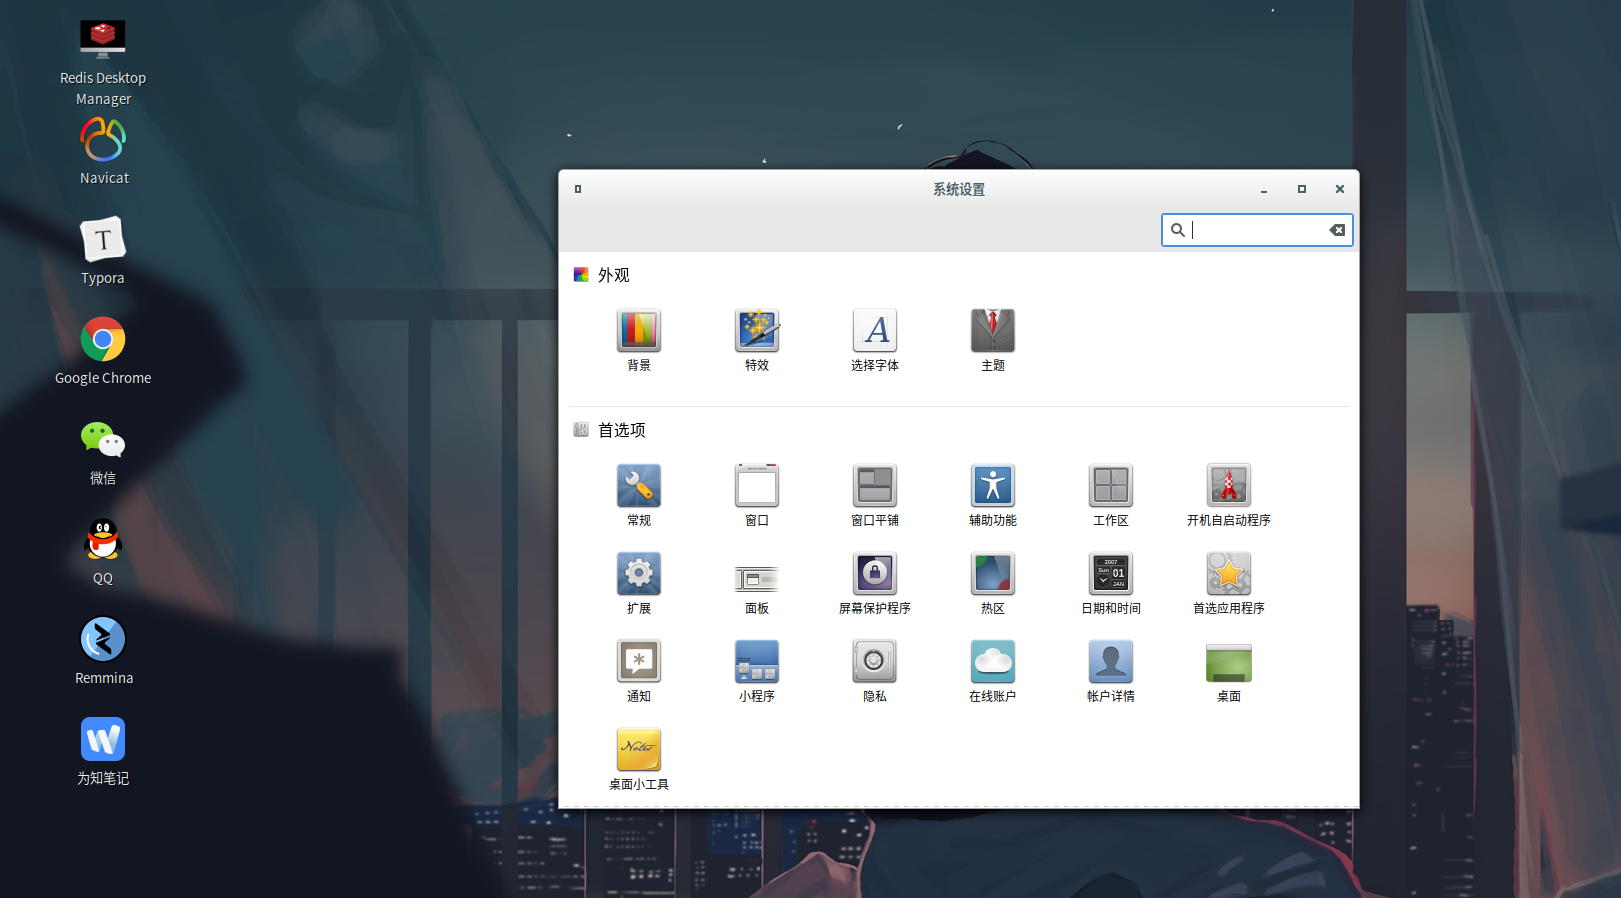 Redis Desktop
Manager
Navicat
T
Typora
Google Chrome
微信
QQ
Remmina
为知笔记
系统设置
外观
背景
特效
A
选择字体
主题
首选项
常规
窗口
窗口平铺
辅助功能
工作区
开机自启动程序
扩展
面板
屏幕保护程序
热区
2007
Sun
01
JAN
日期和时间
首选应用程序
通知
小程序
隐私
在线账户
帐户详情
桌面
Notes
桌面小工具